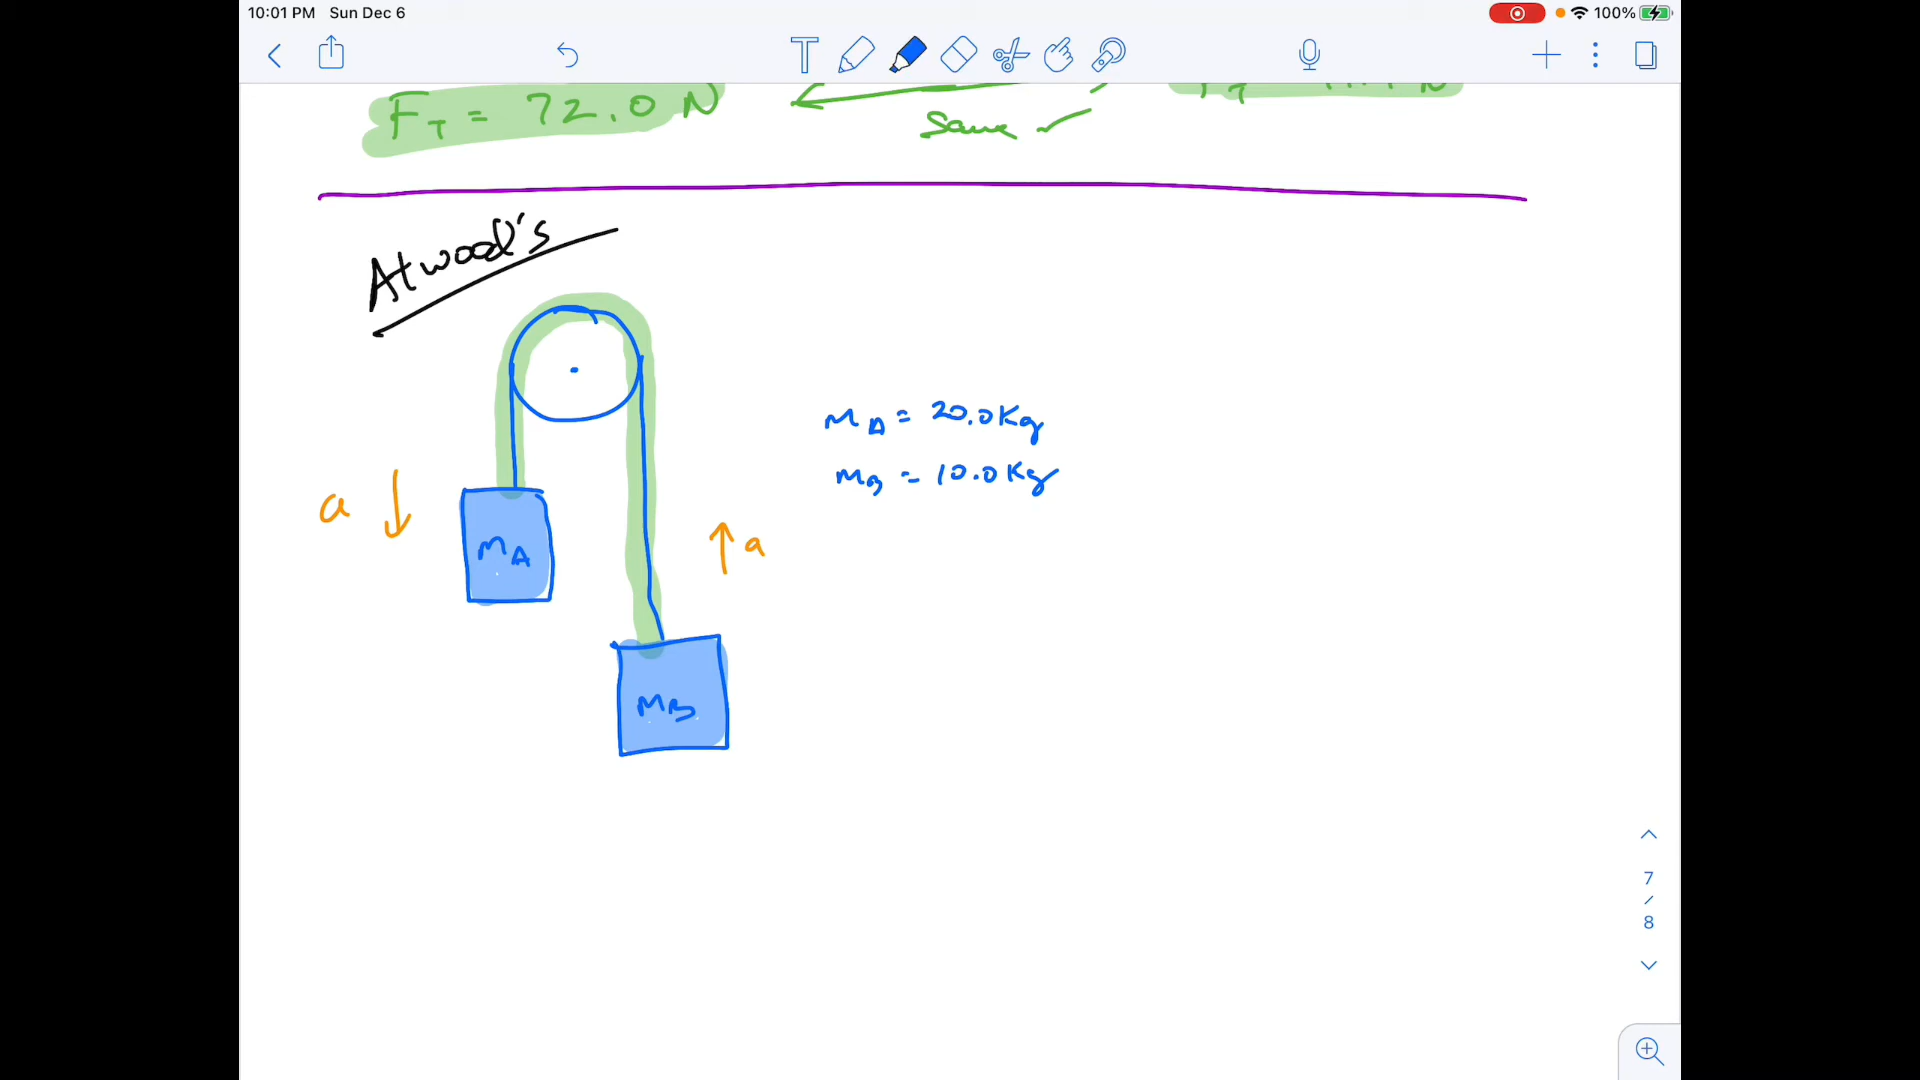 10:01 PM Sun Dec 6
100%
T
F_T = 72.0 N
Same ✓
Atwood's
m_A = 20.0 Kg
m_B = 10.0 Kg
a
a
m_A
m_B
7
/
8